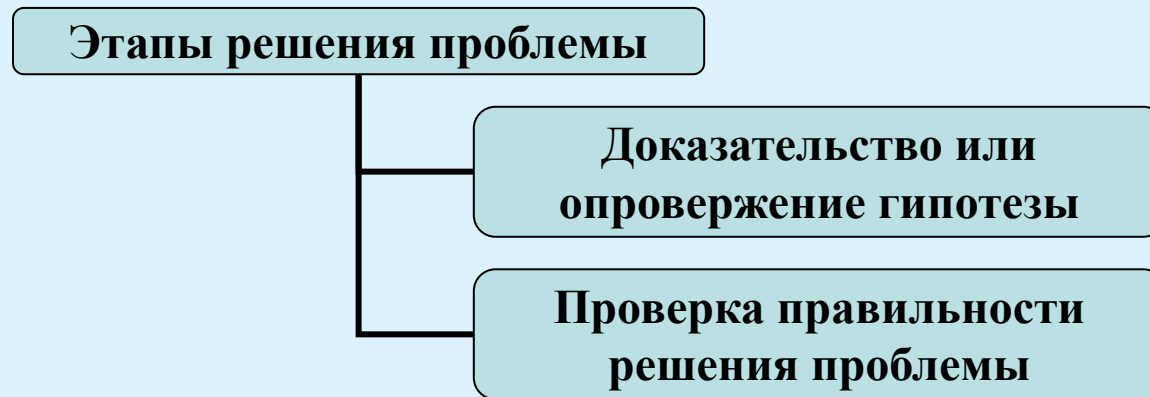 Этапы решения проблемы
Доказательство или
опровержение гипотезы
Проверка правильности
решения проблемы